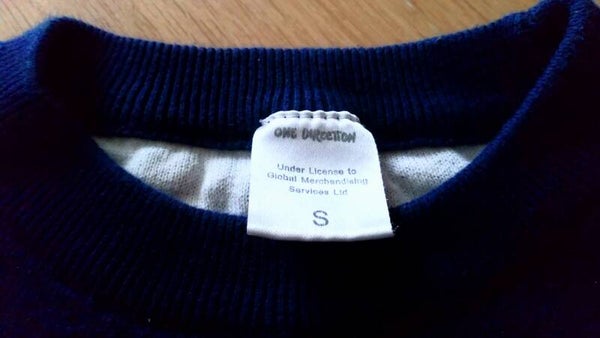 ONE DIRECTION
Under License to
Global Merchandising
Services Ltd
S